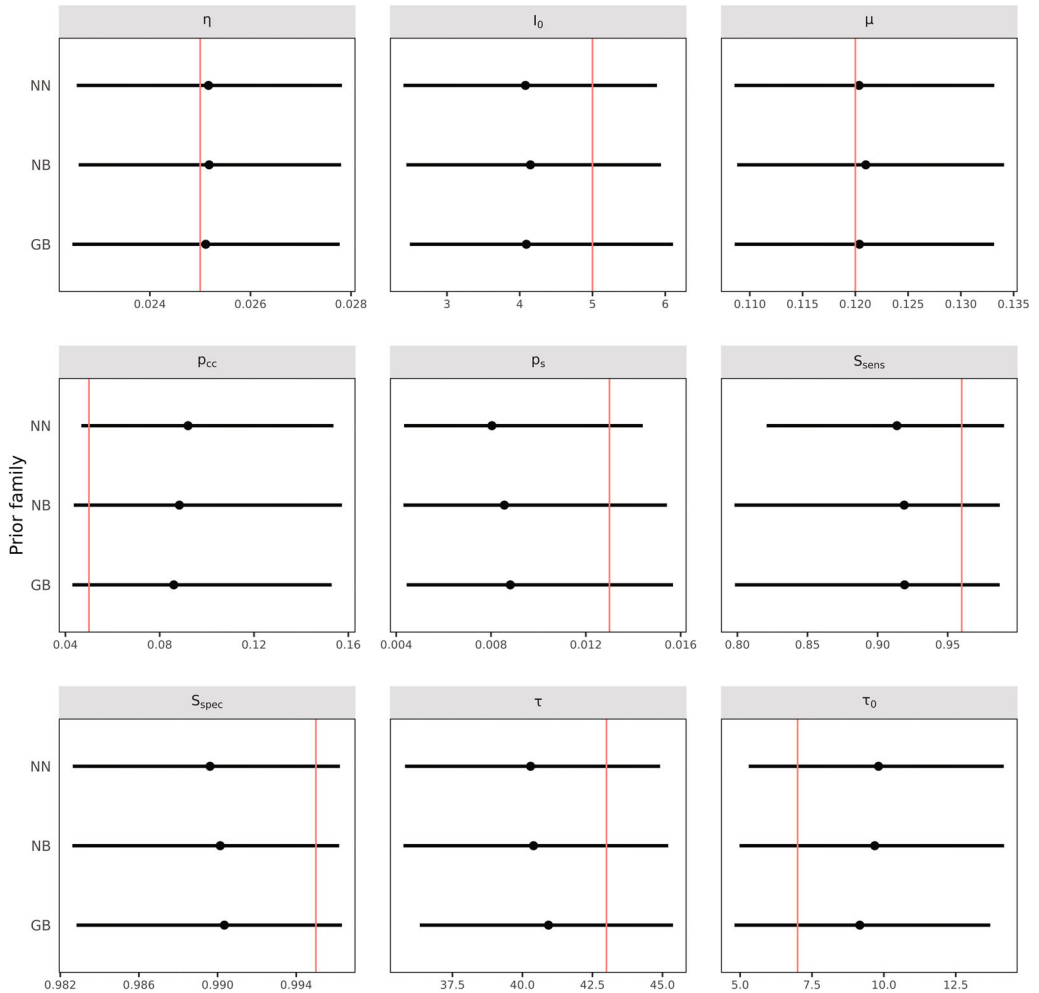 η I₀ μ
NN
NB
GB
0.024 0.026 0.028 3 4 5 6 0.110 0.115 0.120 0.125 0.130 0.135
p_cc p_s S_sens
NN
NB
GB
Prior family
0.04 0.08 0.12 0.16 0.004 0.008 0.012 0.016 0.80 0.85 0.90 0.95
S_spec τ τ₀
NN
NB
GB
0.982 0.986 0.990 0.994 37.5 40.0 42.5 45.0 5.0 7.5 10.0 12.5